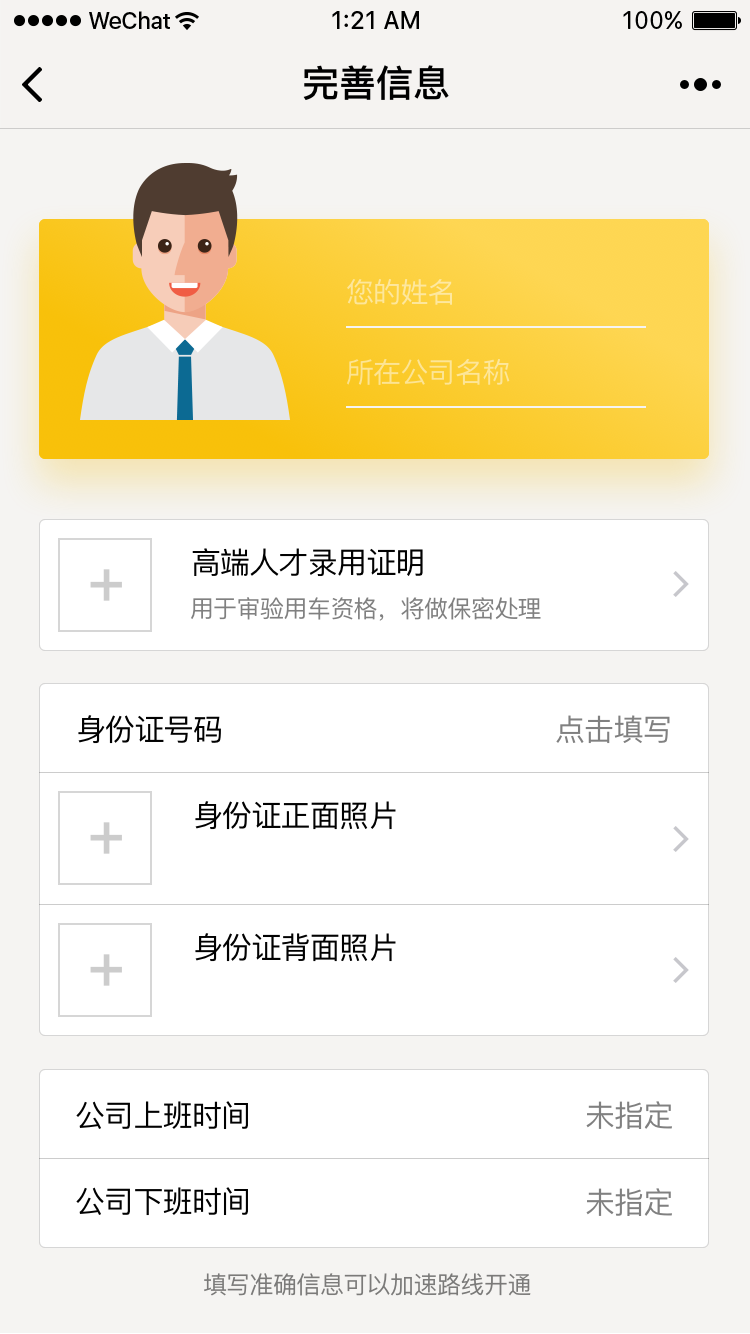 WeChat 1:21 AM 100%
完善信息
您的姓名
所在公司名称
高端人才录用证明
用于审验用车资格，将做保密处理
身份证号码 点击填写
身份证正面照片
身份证背面照片
公司上班时间 未指定
公司下班时间 未指定
填写准确信息可以加速路线开通